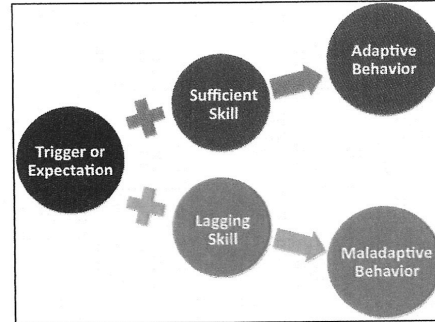 Adaptive
Behavior
Sufficient
Skill
Trigger or
Expectation
Lagging
Skill
Maladaptive
Behavior